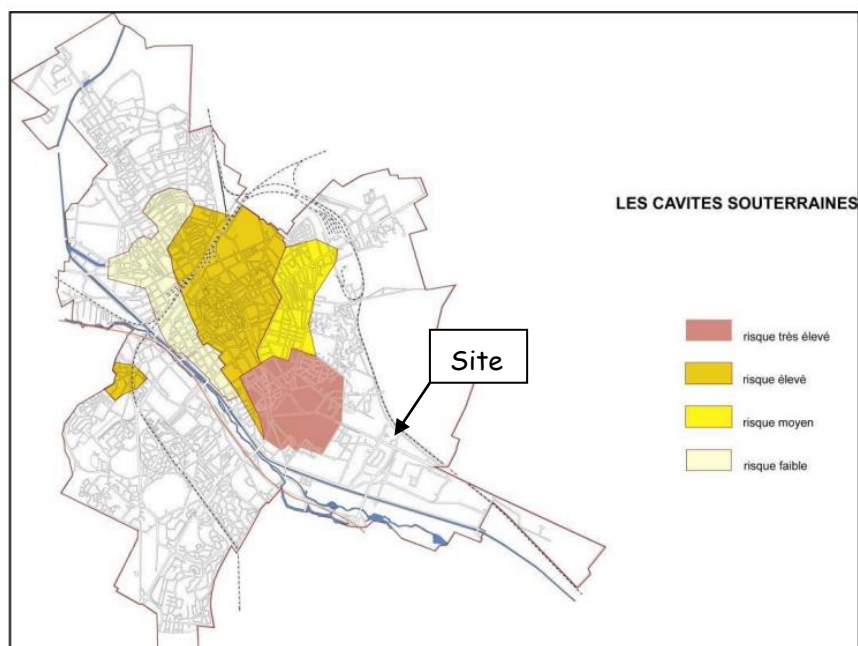 LES CAVITES SOUTERRAINES
Site
risque très élevé
risque élevé
risque moyen
risque faible